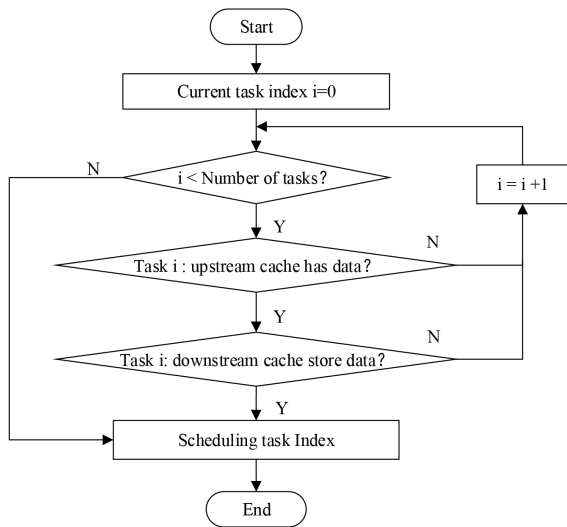 Start
Current task index i=0
N
i < Number of tasks?
i = i +1
Y
N
Task i : upstream cache has data?
Y
N
Task i: downstream cache store data?
Y
Scheduling task Index
End